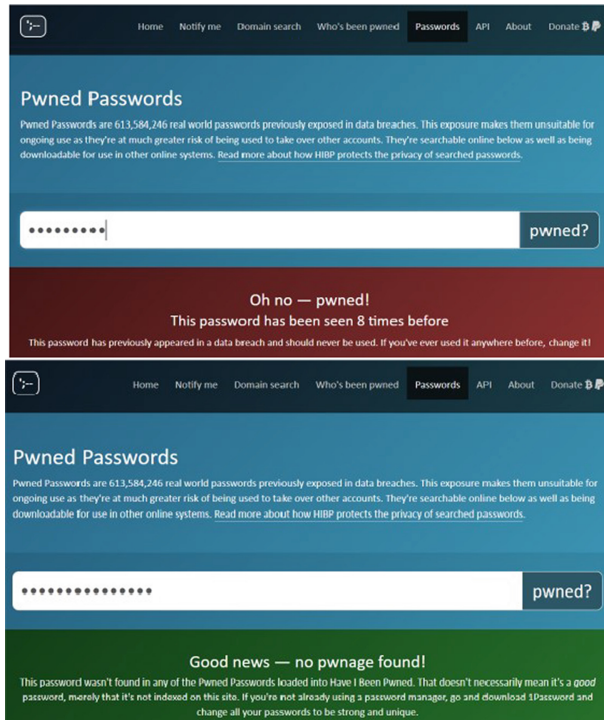 ';--
Home Notify me Domain search Who's been pwned Passwords API About Donate
Pwned Passwords
Pwned Passwords are 613,584,246 real world passwords previously exposed in data breaches. This exposure makes them unsuitable for
ongoing use as they're at much greater risk of being used to take over other accounts. They're searchable online below as well as being
downloadable for use in other online systems. Read more about how HIBP protects the privacy of searched passwords.
pwned?
Oh no — pwned!
This password has been seen 8 times before
This password has previously appeared in a data breach and should never be used. If you've ever used it anywhere before, change it!
';--
Home Notify me Domain search Who's been pwned Passwords API About Donate
Pwned Passwords
Pwned Passwords are 613,584,246 real world passwords previously exposed in data breaches. This exposure makes them unsuitable for
ongoing use as they're at much greater risk of being used to take over other accounts. They're searchable online below as well as being
downloadable for use in other online systems. Read more about how HIBP protects the privacy of searched passwords.
pwned?
Good news — no pwnage found!
This password wasn't found in any of the Pwned Passwords loaded into Have I Been Pwned. That doesn't necessarily mean it's a good
password, merely that it's not indexed on this site. If you're not already using a password manager, go and download 1Password and
change all your passwords to be strong and unique.